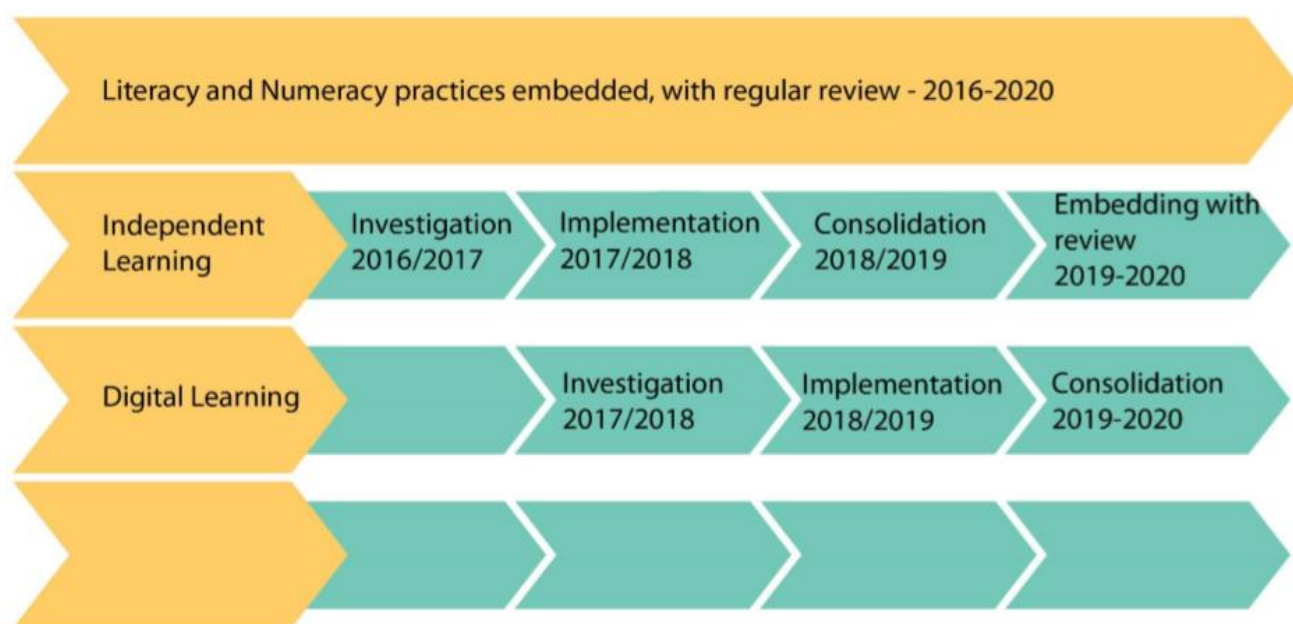 Literacy and Numeracy practices embedded, with regular review - 2016-2020
Independent
Learning
Investigation
2016/2017
Implementation
2017/2018
Consolidation
2018/2019
Embedding with
review
2019-2020
Digital Learning
Investigation
2017/2018
Implementation
2018/2019
Consolidation
2019-2020